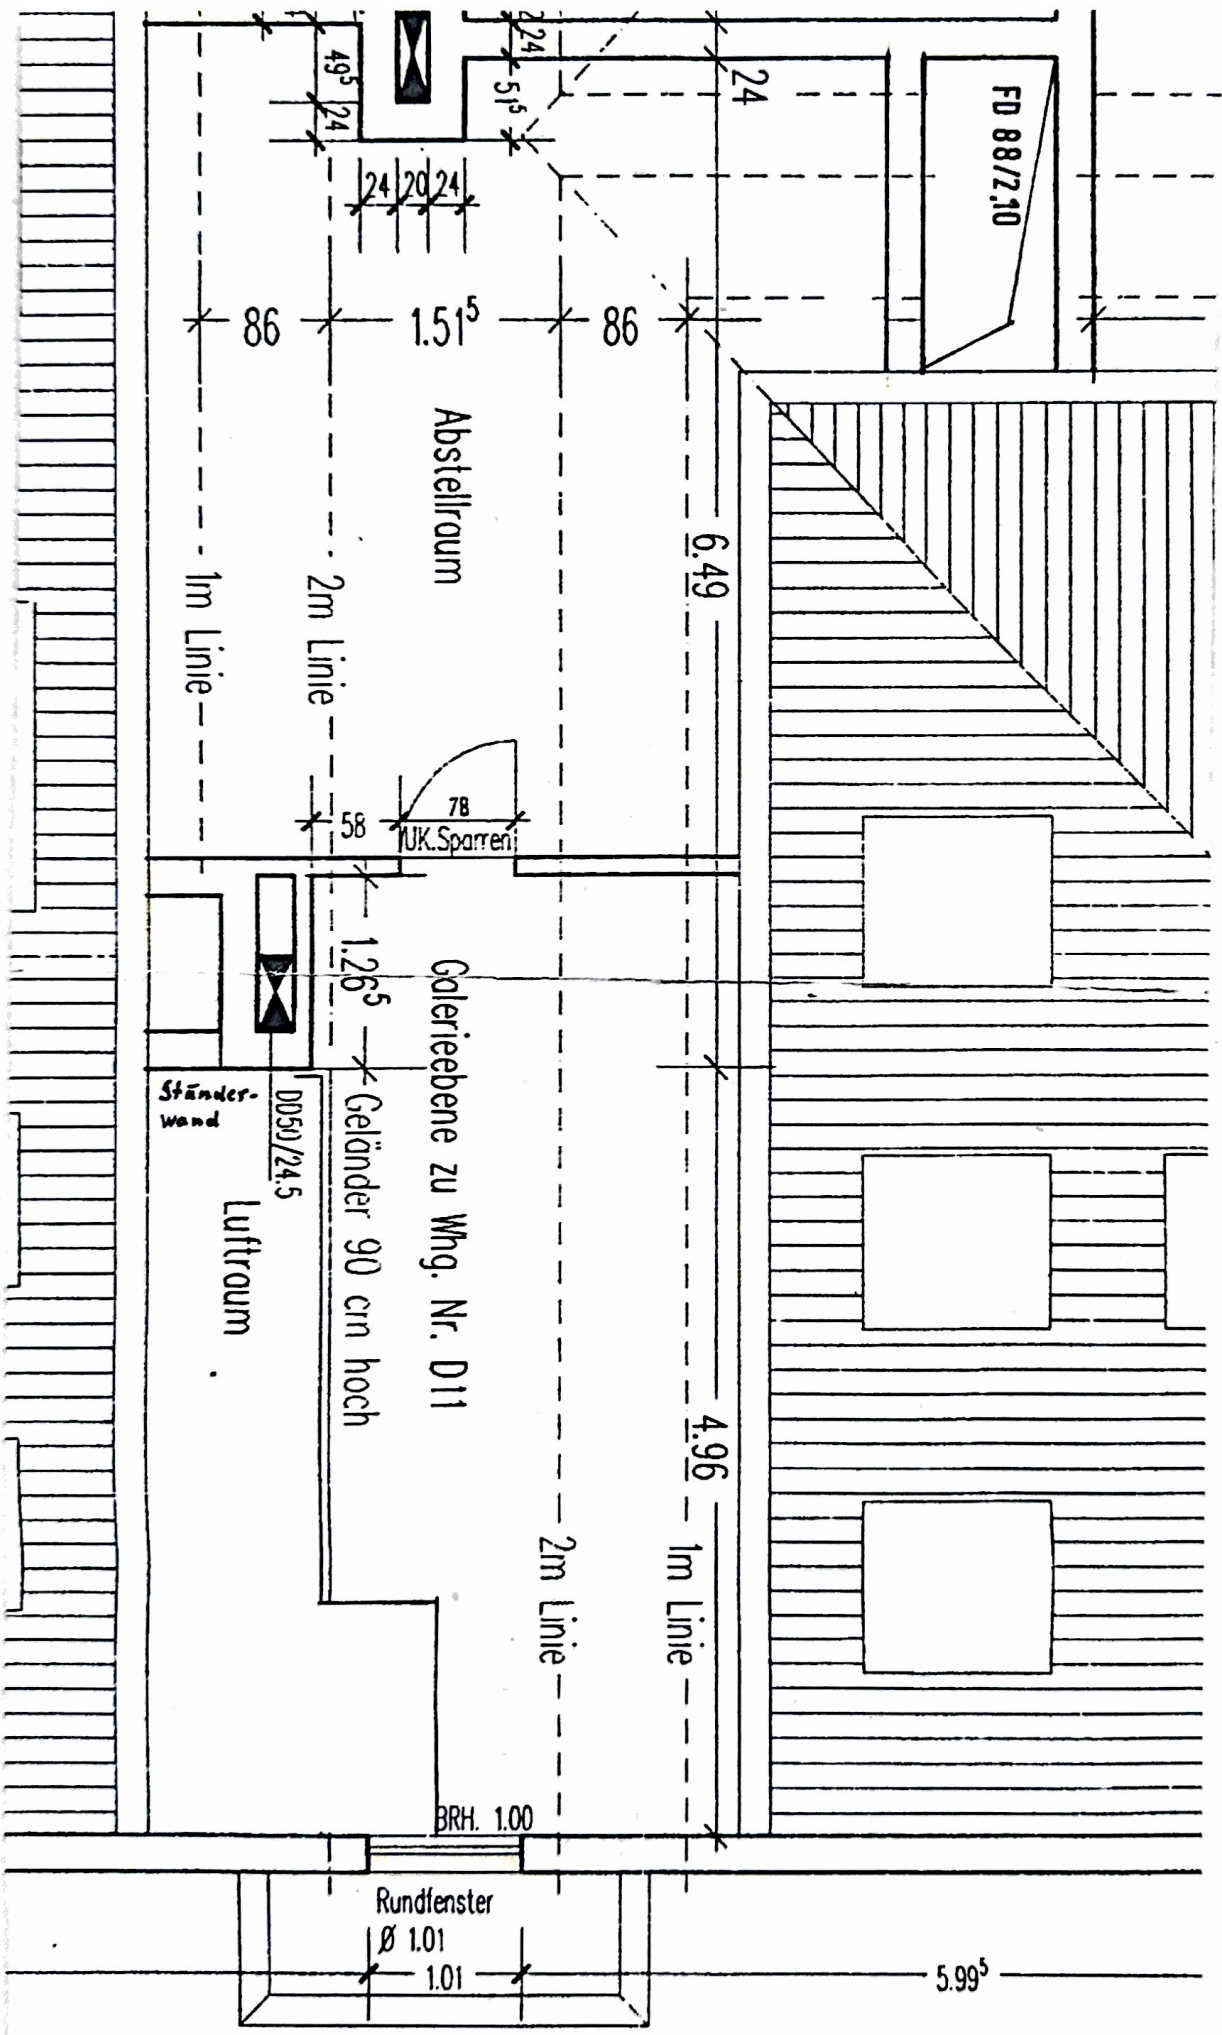 24
24
49⁵
24
51⁵
FD 88/2,10
24 20 24
86 1.51⁵ 86
Abstellraum
6.49
1m Linie
2m Linie
58
78
UK.Sparren
1.26⁵
Galerieebene zu Whg. Nr. D11
Geländer 90 cm hoch
Ständer-
wand
DD50/24.5
Luftraum
4.96
2m Linie
1m Linie
BRH. 1.00
Rundfenster
Ø 1.01
1.01
5.99⁵